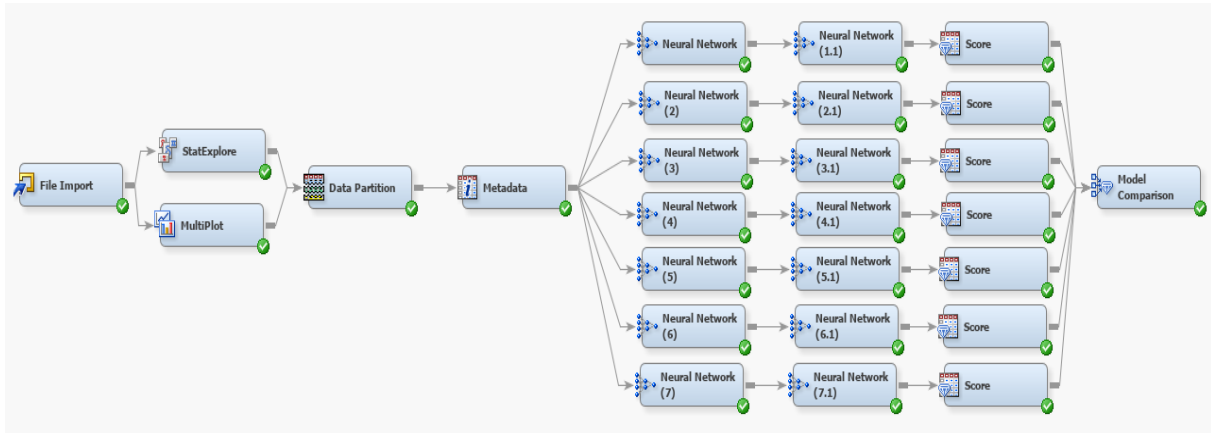 File Import
StatExplore
MultiPlot
Data Partition
Metadata
Neural Network
Neural Network
(1.1)
Score
Neural Network
(2)
Neural Network
(2.1)
Score
Neural Network
(3)
Neural Network
(3.1)
Score
Neural Network
(4)
Neural Network
(4.1)
Score
Neural Network
(5)
Neural Network
(5.1)
Score
Neural Network
(6)
Neural Network
(6.1)
Score
Neural Network
(7)
Neural Network
(7.1)
Score
Model
Comparison